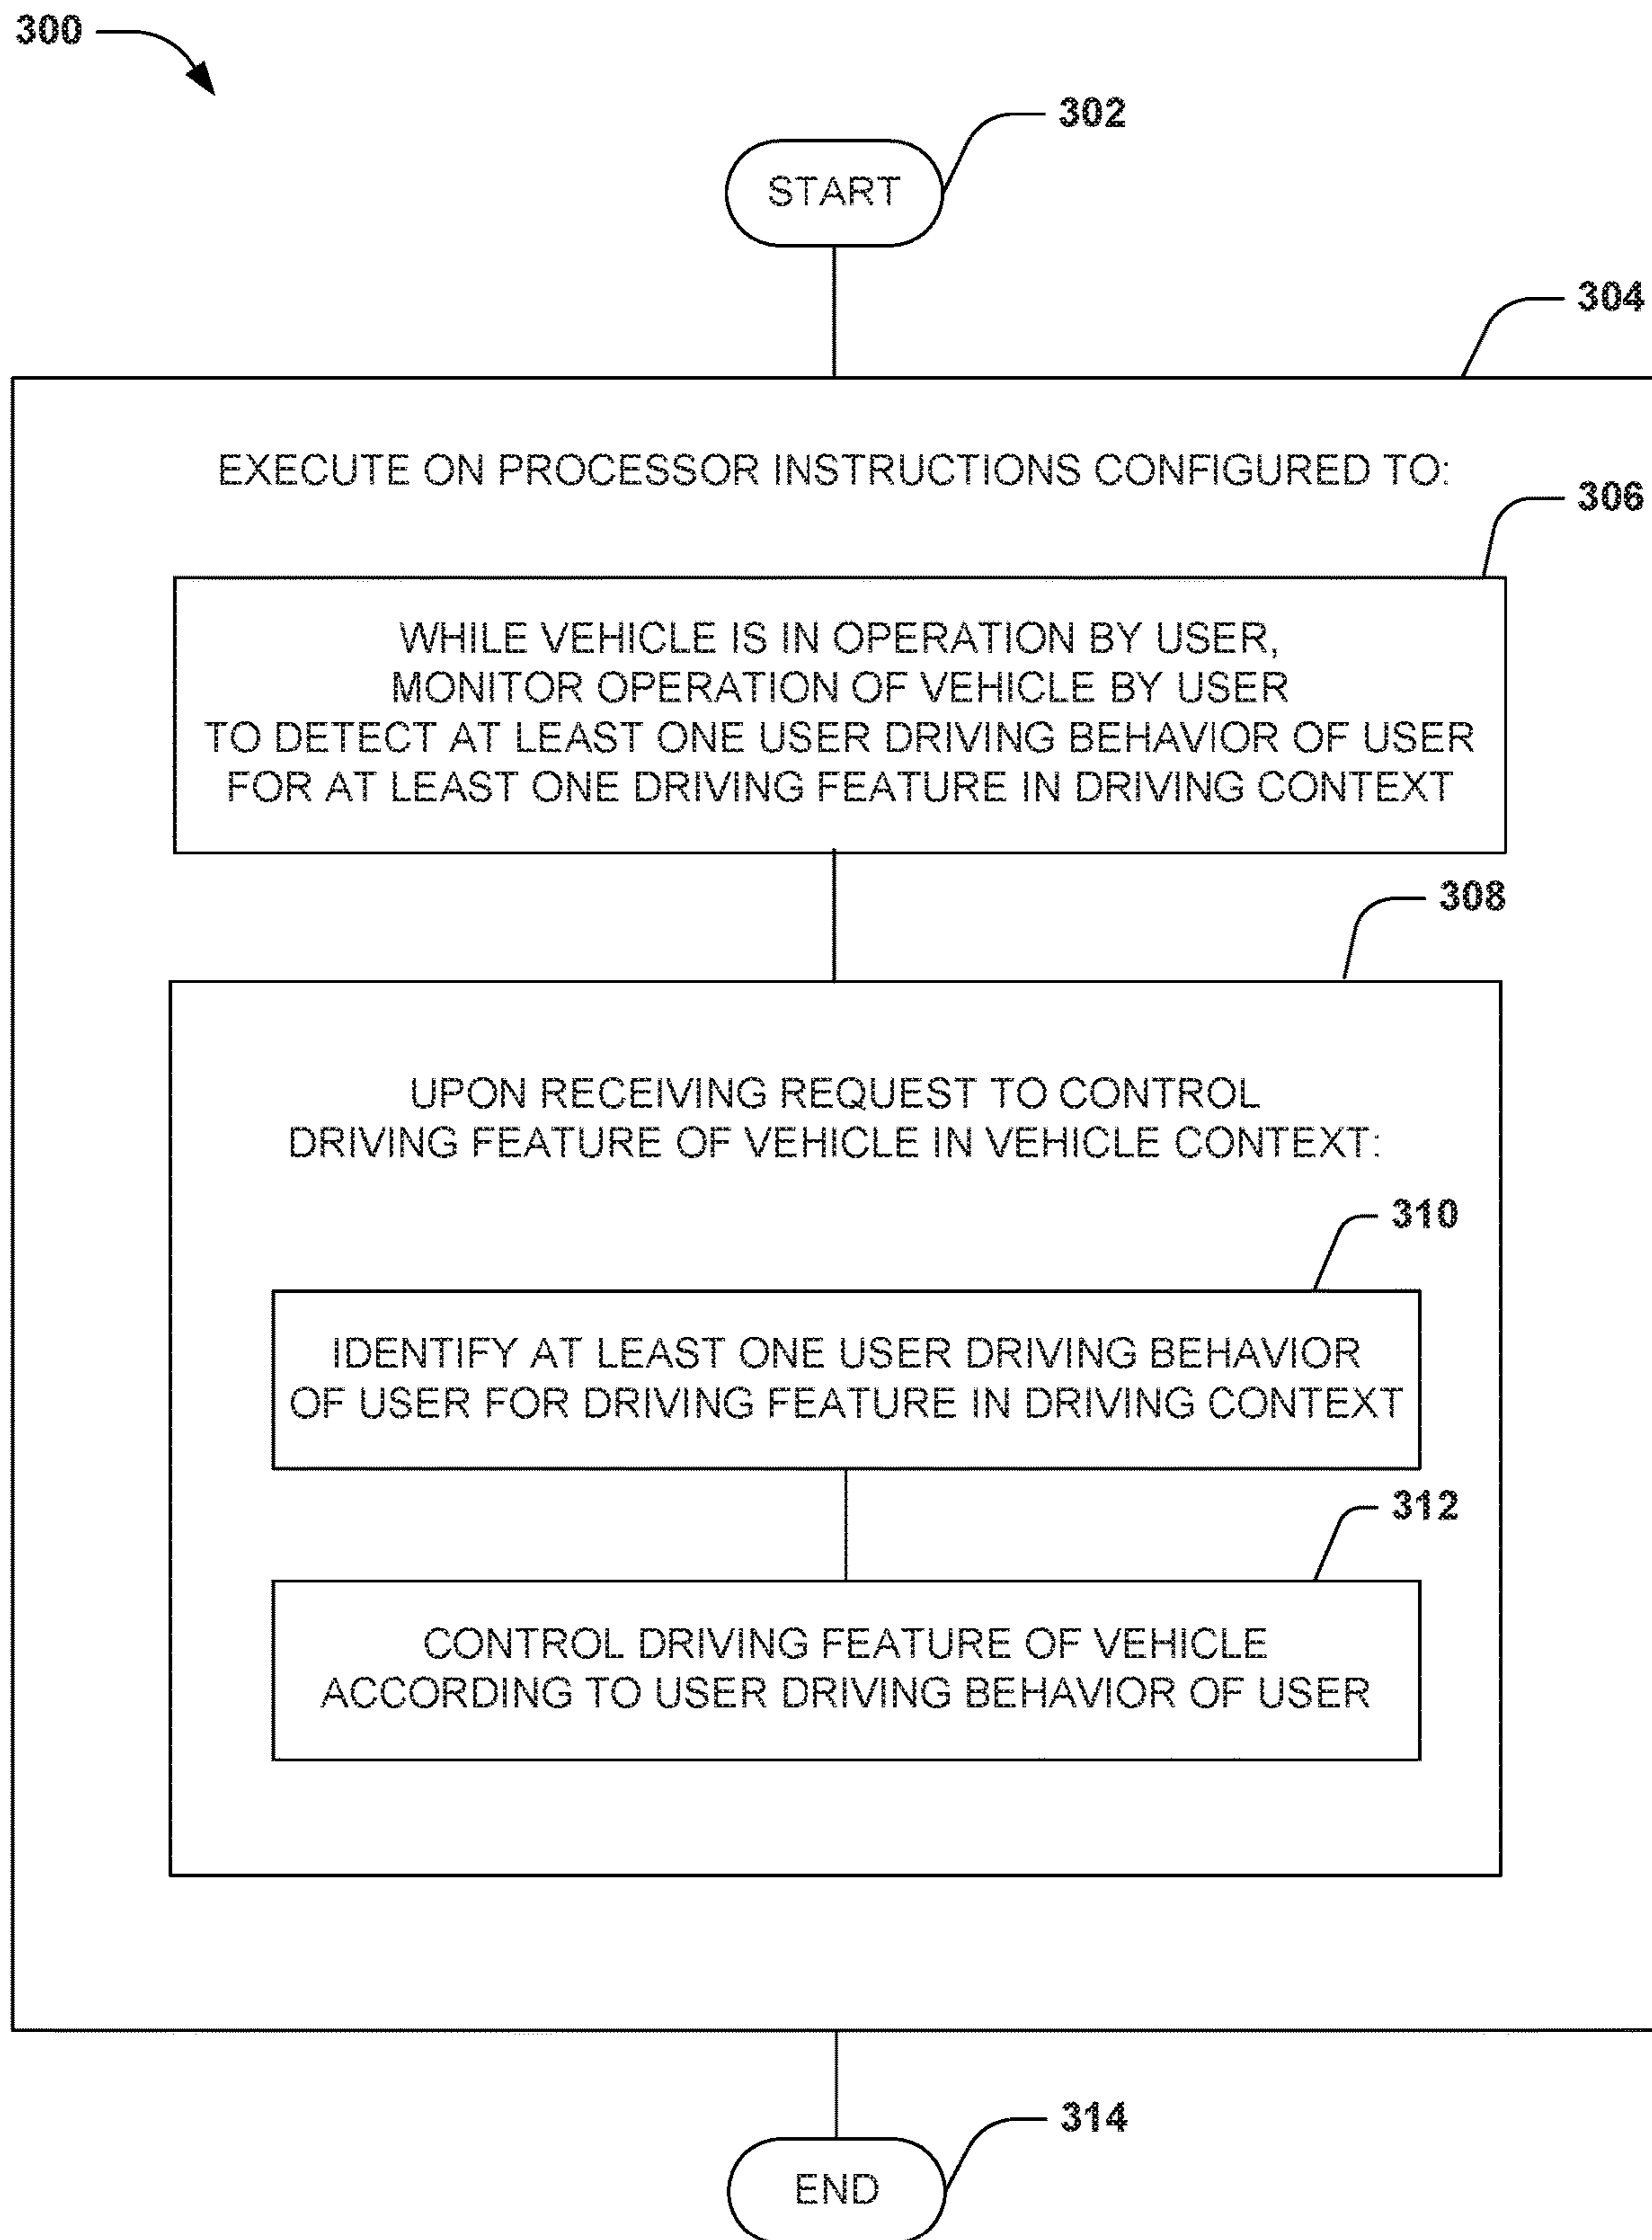 300
302
START
304
EXECUTE ON PROCESSOR INSTRUCTIONS CONFIGURED TO:
306
WHILE VEHICLE IS IN OPERATION BY USER,
MONITOR OPERATION OF VEHICLE BY USER
TO DETECT AT LEAST ONE USER DRIVING BEHAVIOR OF USER
FOR AT LEAST ONE DRIVING FEATURE IN DRIVING CONTEXT
308
UPON RECEIVING REQUEST TO CONTROL
DRIVING FEATURE OF VEHICLE IN VEHICLE CONTEXT:
310
IDENTIFY AT LEAST ONE USER DRIVING BEHAVIOR
OF USER FOR DRIVING FEATURE IN DRIVING CONTEXT
312
CONTROL DRIVING FEATURE OF VEHICLE
ACCORDING TO USER DRIVING BEHAVIOR OF USER
314
END